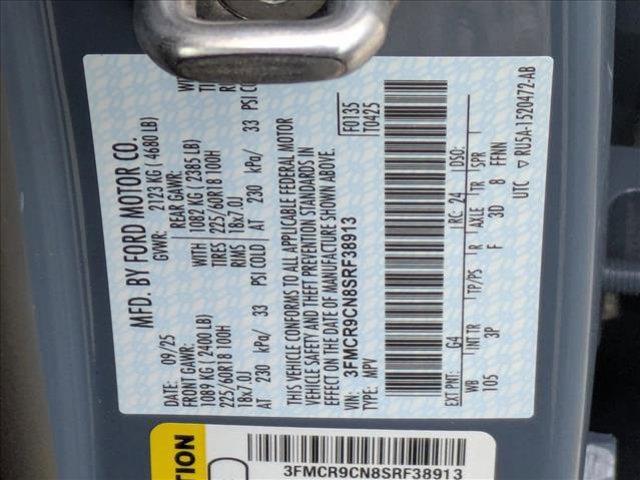 MFD. BY FORD MOTOR CO.
09/25
GVWR: 2123 KG ( 4680 LB)
FRONT GAWR:
REAR GAWR:
1089 KG ( 2400 LB)
WITH 1082 KG ( 2385 LB)
WITH
225/60R18 100H
TIRES 225/60R18 100H
TIRES
18x7.0J
RIMS 18x7.0J
AT 230 kPa/ 33 PSI COLD
AT 230 kPa/ 33 PSI CO
THIS VEHICLE CONFORMS TO ALL APPLICABLE FEDERAL MOTOR
VEHICLE SAFETY AND THEFT PREVENTION STANDARDS IN
EFFECT ON THE DATE OF MANUFACTURE SHOWN ABOVE.
VIN: 3FMCR9CN8SRF38913
TYPE: MPV
F0135
T0425
EXT PNT: G4 RC: 24 DSO:
WB INT TR TP/PS R AXLE TR SPR
105 3P F 3D 8 FFNN
UTC RU5A-1520472-AB
3FMCR9CN8SRF38913